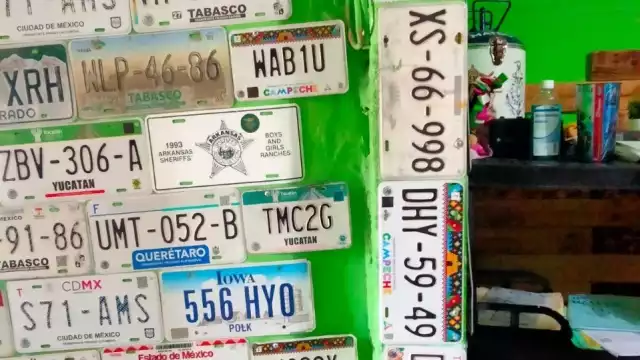 CIUDAD DE MÉXICO
27 TABASCO
XRH
RADO
WLP-46-86
TABASCO
WAB1U
CAMPECHE
ZBV-306-A
YUCATAN
1993
ARKANSAS
SHERIFFS
ARKANSAS
BOYS
AND
GIRLS
RANCHES
-91-86
TABASCO
UMT-052-B
QUERÉTARO
TMC2G
YUCATAN
CDMX
S71-AMS
CIUDAD DE MÉXICO
IOWA
556 HYO
POLK
Estado de México
XS-66-998
DHY-59-49
CAMPECHE